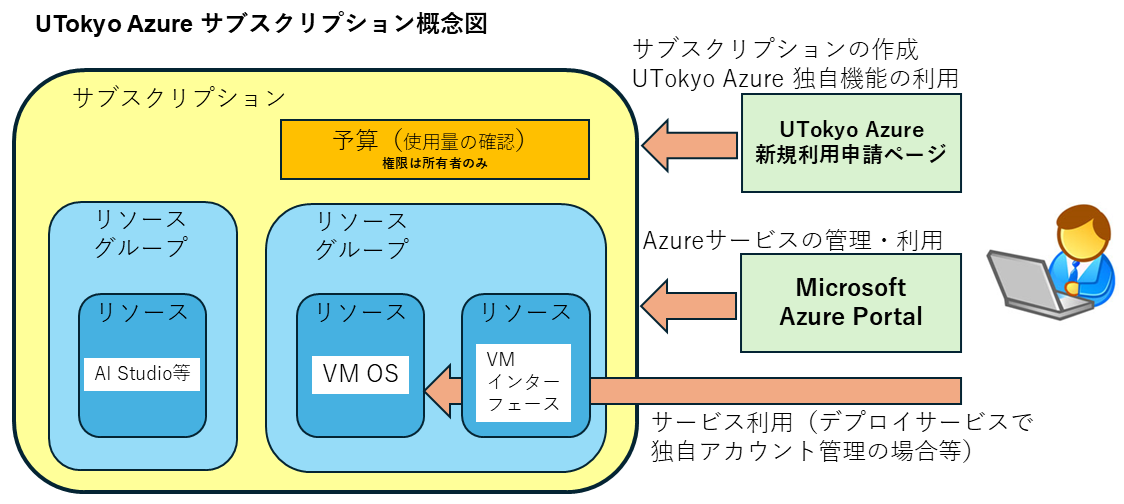 UTokyo Azure サブスクリプション概念図
サブスクリプションの作成
UTokyo Azure 独自機能の利用
サブスクリプション
予算（使用量の確認）
権限は所有者のみ
UTokyo Azure
新規利用申請ページ
リソース
グループ
リソース
グループ
Azureサービスの管理・利用
Microsoft
Azure Portal
リソース
リソース
リソース
AI Studio等
VM OS
VM
インター
フェース
サービス利用（デプロイサービスで
独自アカウント管理の場合等）